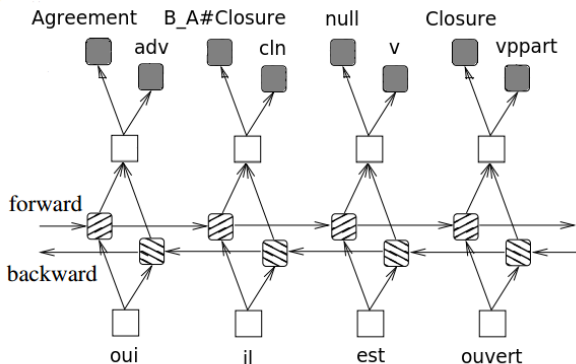 Agreement B_A#Closure null Closure
adv cln v vppart
forward
backward
oui il est ouvert